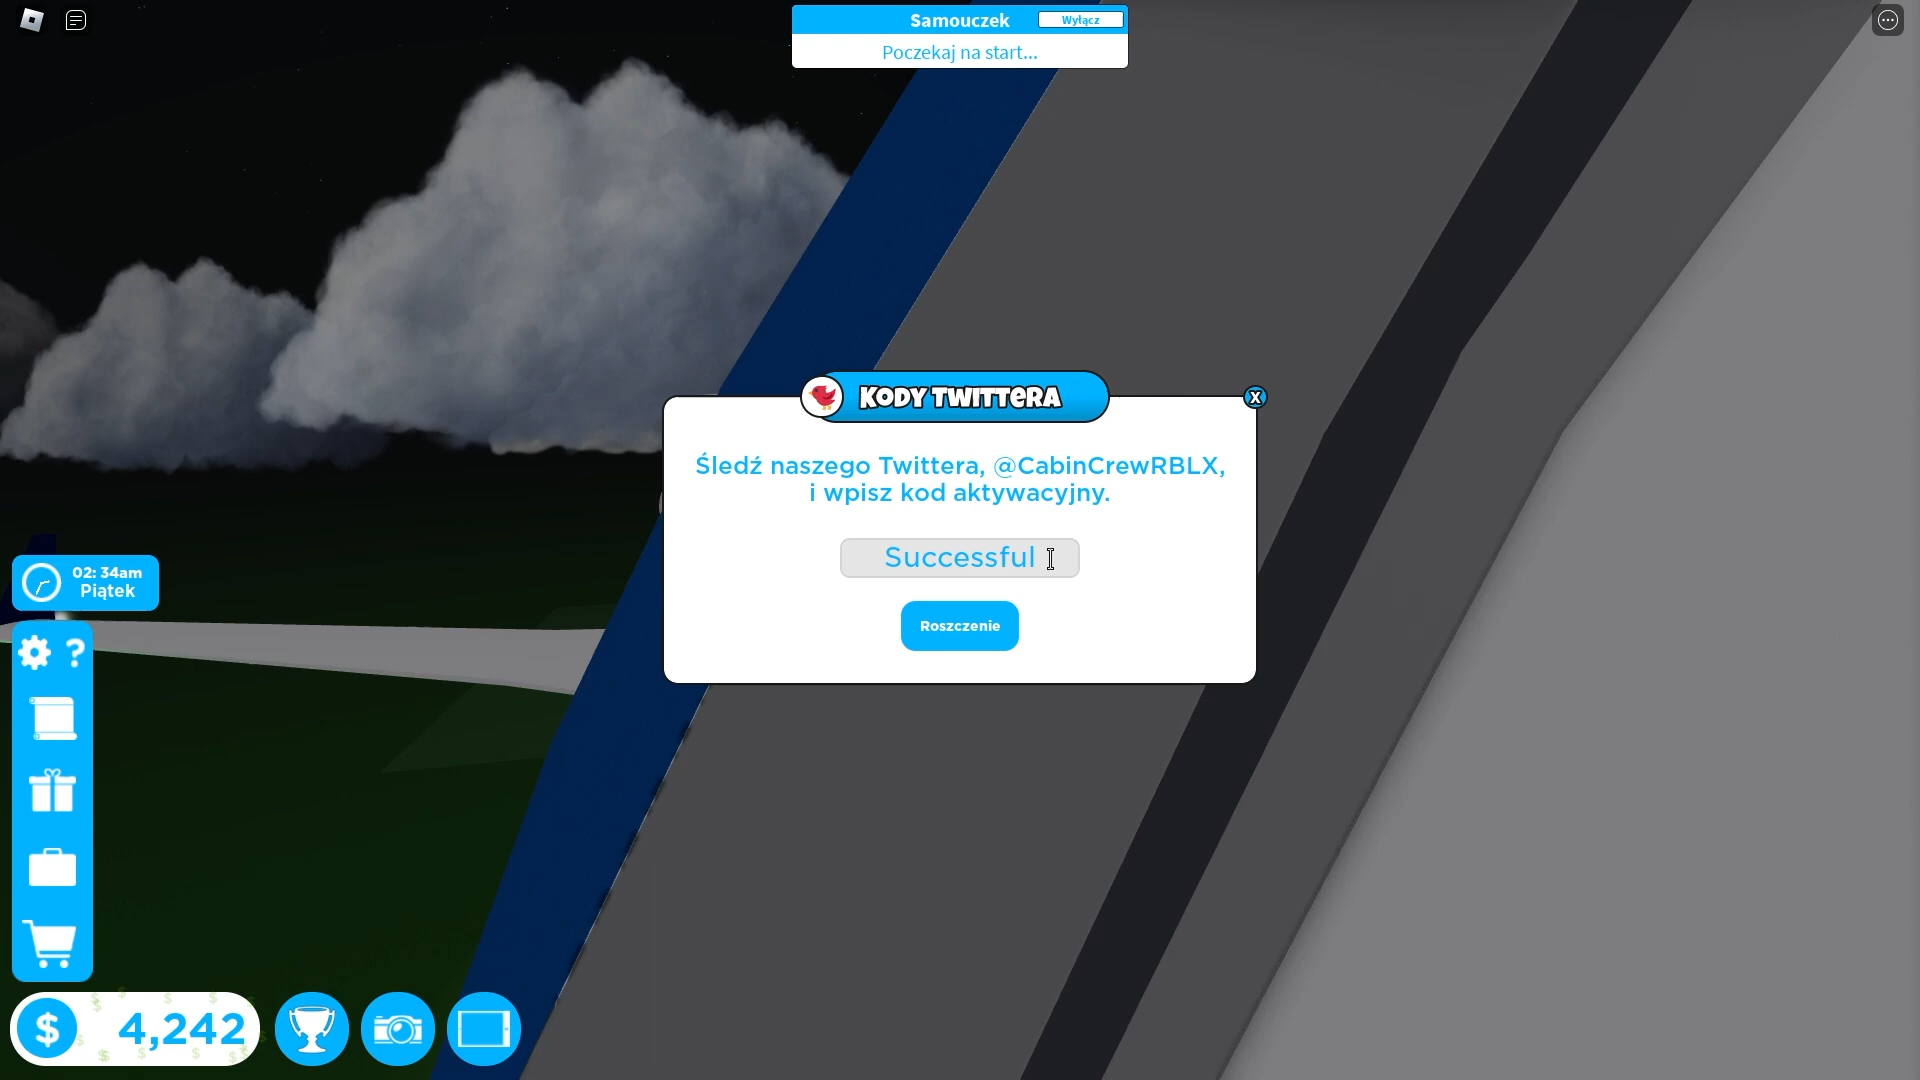 Samouczek
Wyłącz
Poczekaj na start...
KODY TWITTERA
X
Śledź naszego Twittera, @CabinCrewRBLX,
i wpisz kod aktywacyjny.
Successful
Roszczenie
02: 34am
Piątek
?
$ 4,242